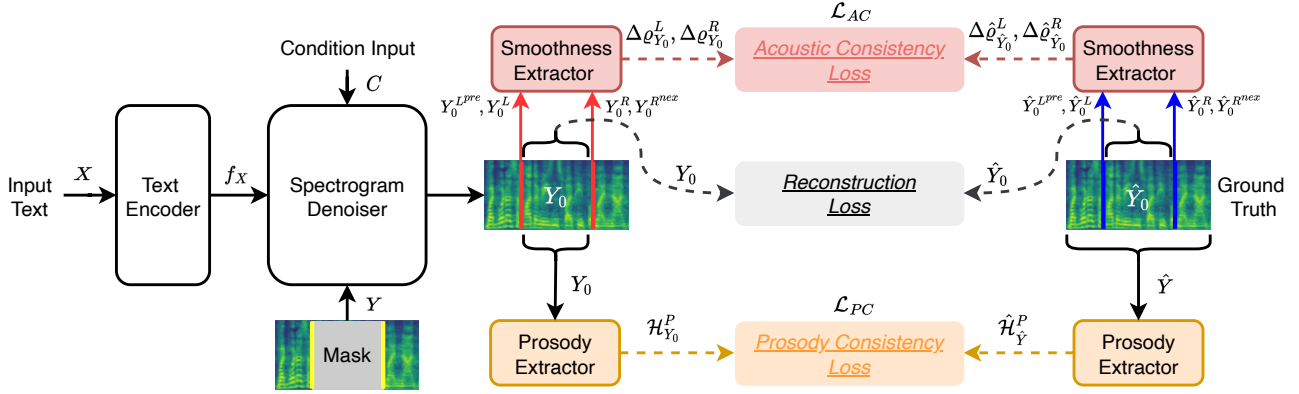 Condition Input
C
Input
Text
X
Text
Encoder
f_X
Spectrogram
Denoiser
Y
Mask
Smoothness
Extractor
Δϱ^L_{Y_0}, Δϱ^R_{Y_0}
Y_0^{L^{pre}}, Y_0^L
Y_0^R, Y_0^{R^{nex}}
Y_0
Y_0
Y_0
Prosody
Extractor
ℋ^P_{Y_0}
ℒ_{AC}
Acoustic Consistency
Loss
Reconstruction
Loss
ℒ_{PC}
Prosody Consistency
Loss
Δϱ̂^L_{Ŷ_0}, Δϱ̂^R_{Ŷ_0}
Smoothness
Extractor
Ŷ_0^{L^{pre}}, Ŷ_0^L
Ŷ_0^R, Ŷ_0^{R^{nex}}
Ŷ_0
Ŷ_0
Ground
Truth
Ŷ
ℋ̂^P_{Ŷ}
Prosody
Extractor